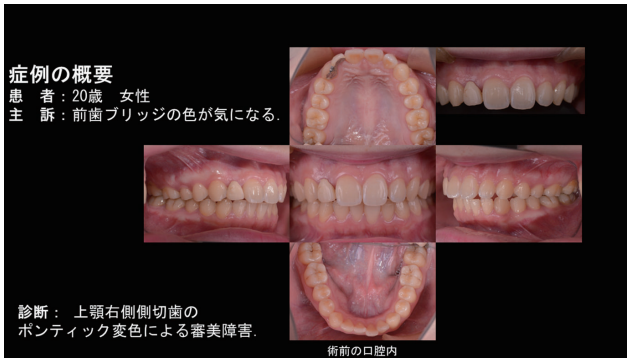 症例の概要
患　者：20歳　女性
主　訴：前歯ブリッジの色が気になる．
診断：　上顎右側側切歯の
ポンティック変色による審美障害．
術前の口腔内